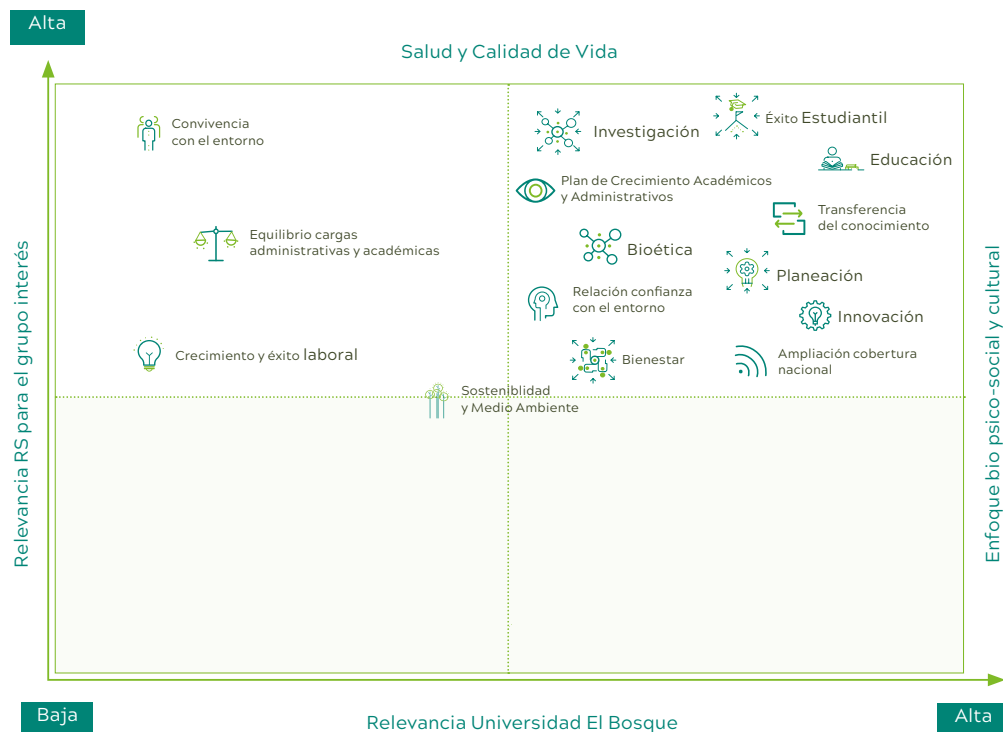 Alta
Salud y Calidad de Vida
Convivencia
con el entorno
Investigación
Éxito Estudiantil
Educación
Plan de Crecimiento Académicos
y Administrativos
Transferencia
del conocimiento
Equilibrio cargas
administrativas y académicas
Bioética
Planeación
Relación confianza
con el entorno
Innovación
Crecimiento y éxito laboral
Bienestar
Ampliación cobertura
nacional
Losteniblidad
y Medio Ambiente
Relevancia RS para el grupo interés
Enfoque bio psico-social y cultural
Baja
Relevancia Universidad El Bosque
Alta